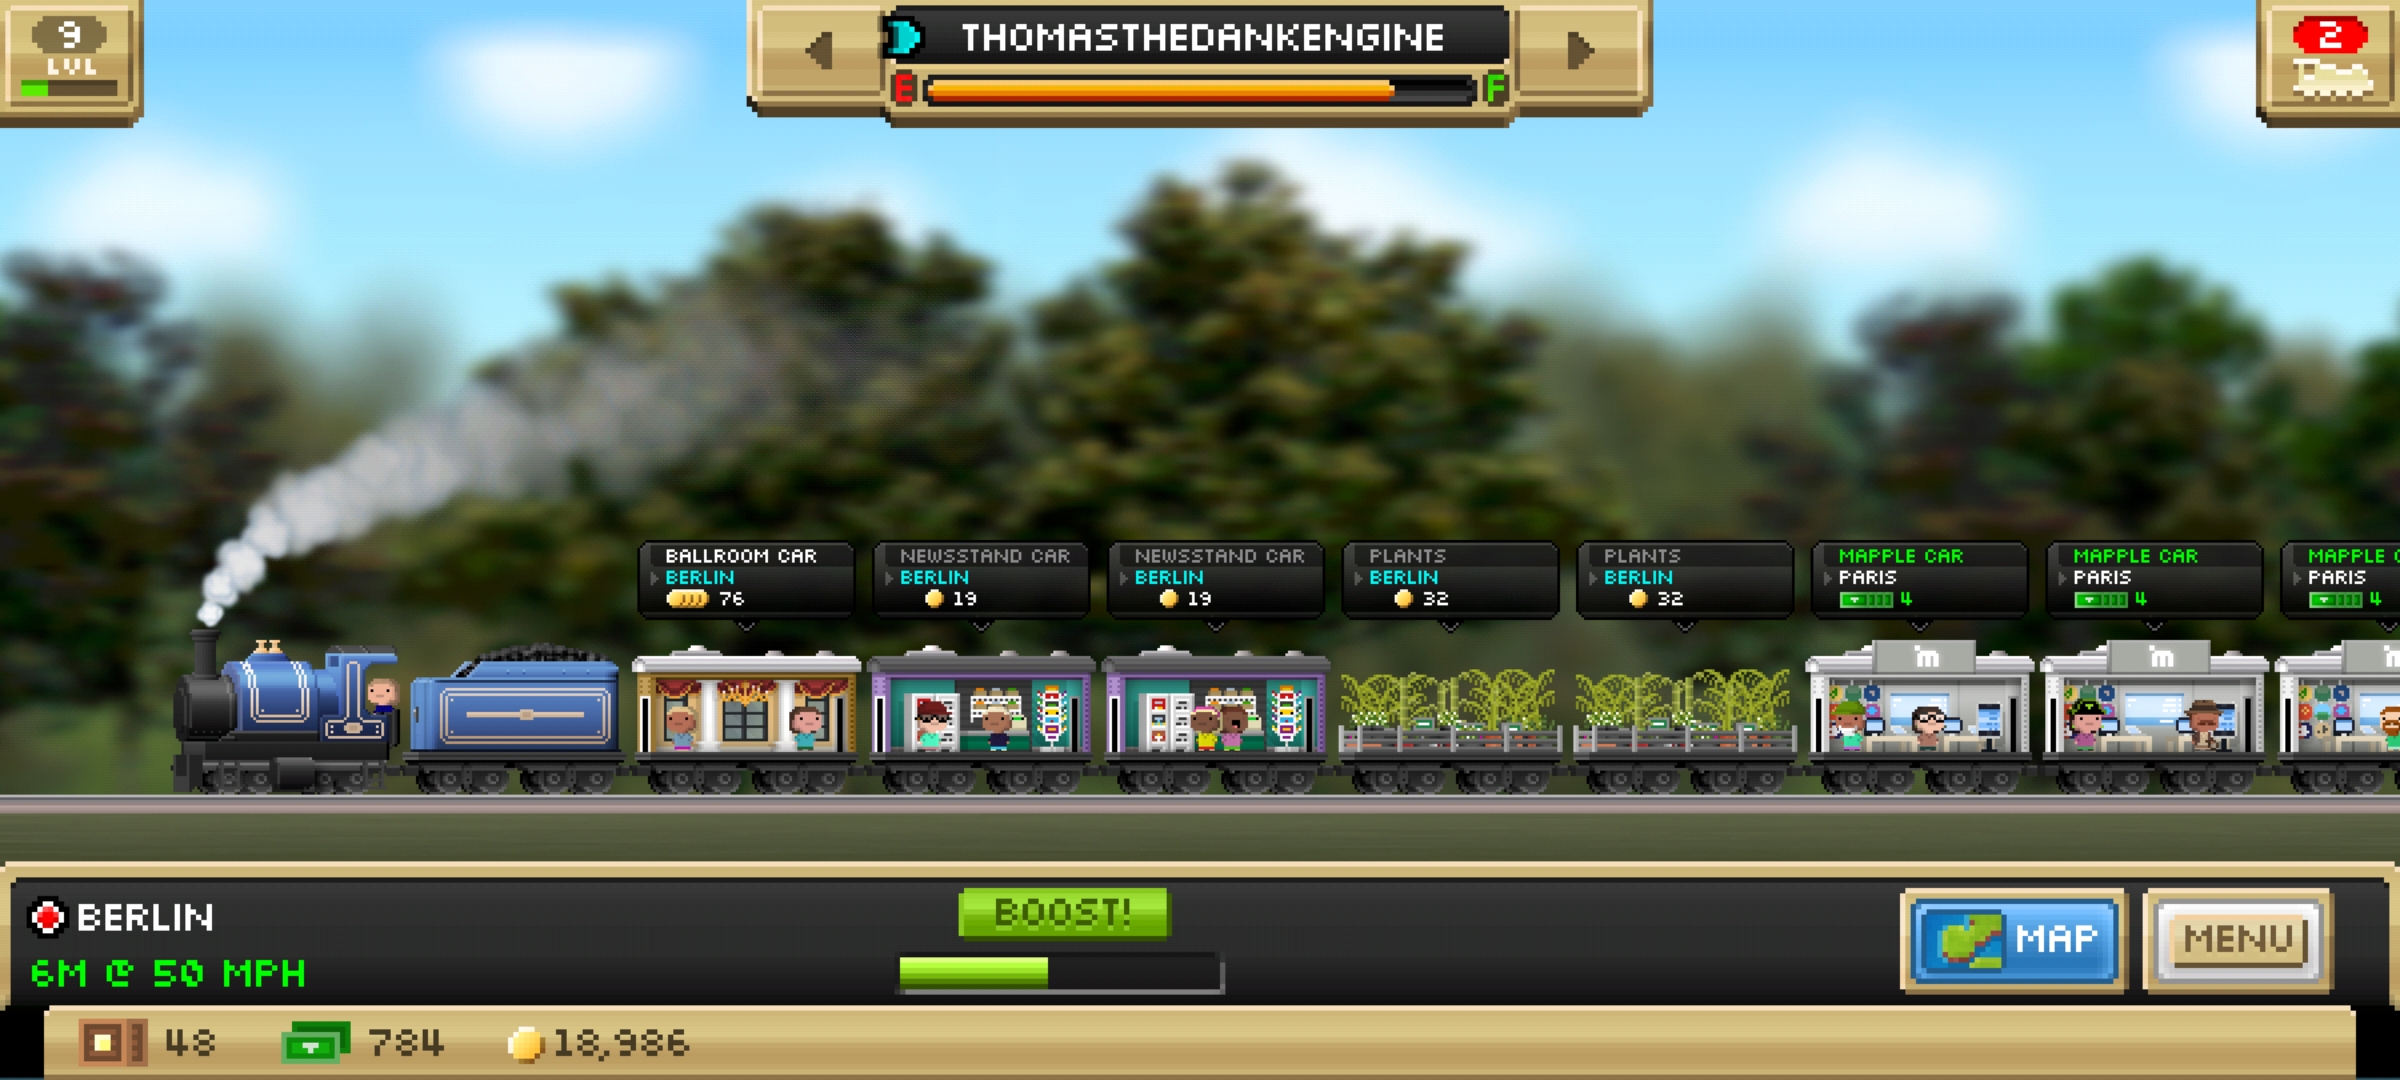 9
LVL
THOMASTHEDANKENGINE
E F
2
BALLROOM CAR
BERLIN
76
NEWSSTAND CAR
BERLIN
19
NEWSSTAND CAR
BERLIN
19
PLANTS
BERLIN
32
PLANTS
BERLIN
32
MAPPLE CAR
PARIS
4
MAPPLE CAR
PARIS
4
MAPPLE C
PARIS
4
m
m
BERLIN
6M @ 50 MPH
BOOST!
MAP
MENU
48
784
18,986